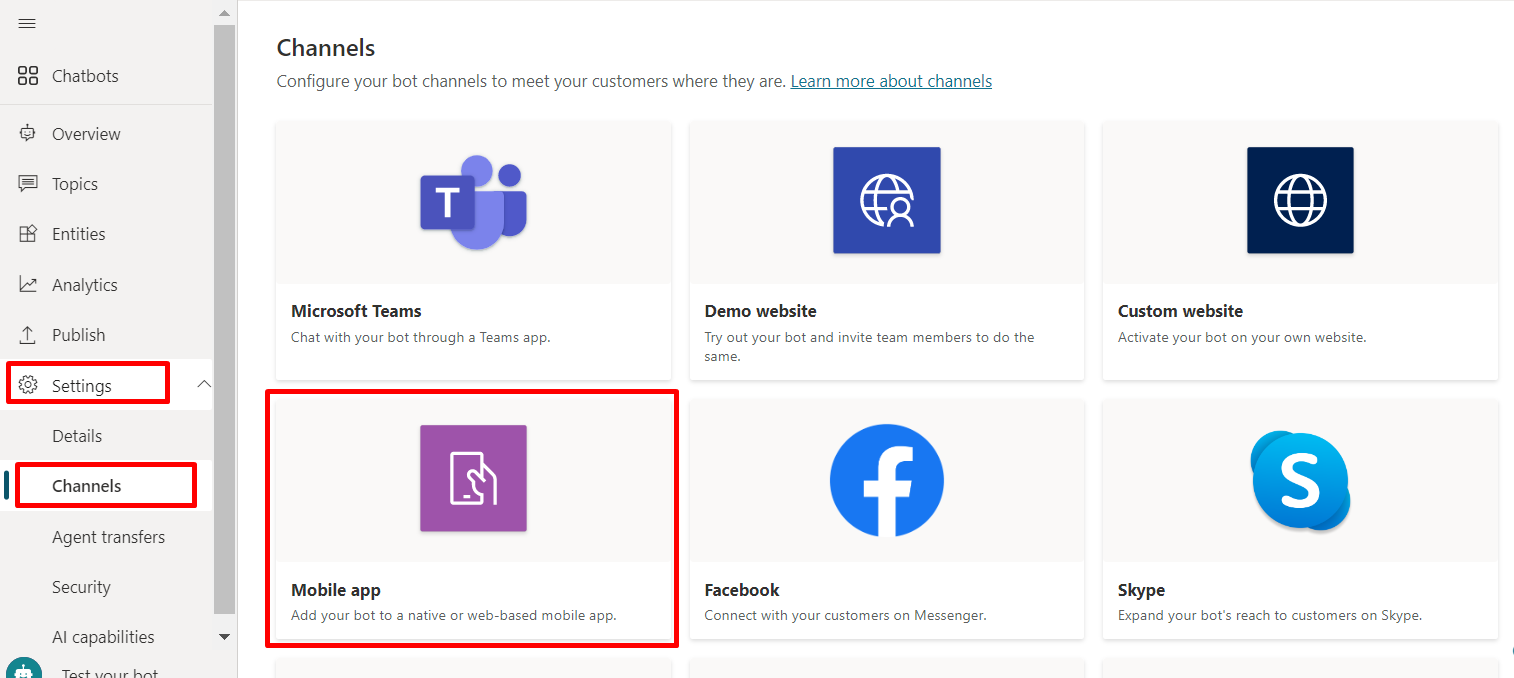 Chatbots
Overview
Topics
Entities
Analytics
Publish
Settings
Details
Channels
Agent transfers
Security
AI capabilities
Test your bot
Channels
Configure your bot channels to meet your customers where they are. Learn more about channels
T
Microsoft Teams
Chat with your bot through a Teams app.
Demo website
Try out your bot and invite team members to do the
same.
Custom website
Activate your bot on your own website.
Mobile app
Add your bot to a native or web-based mobile app.
f
Facebook
Connect with your customers on Messenger.
S
Skype
Expand your bot's reach to customers on Skype.